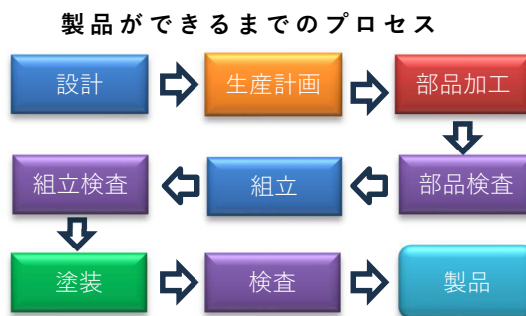 製品ができるまでのプロセス
設計
生産計画
部品加工
部品検査
組立
組立検査
塗装
検査
製品